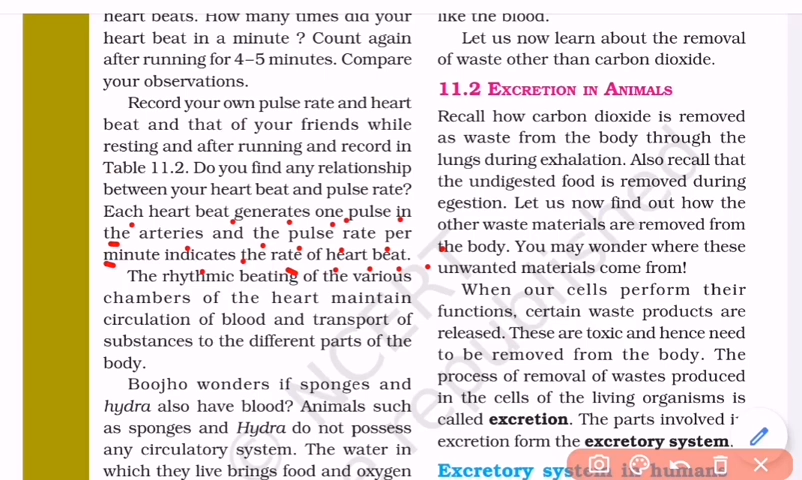 heart beats. How many times did your
heart beat in a minute ? Count again
after running for 4–5 minutes. Compare
your observations.
Record your own pulse rate and heart
beat and that of your friends while
resting and after running and record in
Table 11.2. Do you find any relationship
between your heart beat and pulse rate?
Each heart beat generates one pulse in
the arteries and the pulse rate per
minute indicates the rate of heart beat.
The rhythmic beating of the various
chambers of the heart maintain
circulation of blood and transport of
substances to the different parts of the
body.
Boojho wonders if sponges and
hydra also have blood? Animals such
as sponges and Hydra do not possess
any circulatory system. The water in
which they live brings food and oxygen
like the blood.
Let us now learn about the removal
of waste other than carbon dioxide.
11.2 EXCRETION IN ANIMALS
Recall how carbon dioxide is removed
as waste from the body through the
lungs during exhalation. Also recall that
the undigested food is removed during
egestion. Let us now find out how the
other waste materials are removed from
the body. You may wonder where these
unwanted materials come from!
When our cells perform their
functions, certain waste products are
released. These are toxic and hence need
to be removed from the body. The
process of removal of wastes produced
in the cells of the living organisms is
called excretion. The parts involved in
excretion form the excretory system.
Excretory system in humans
© NCERT
republished